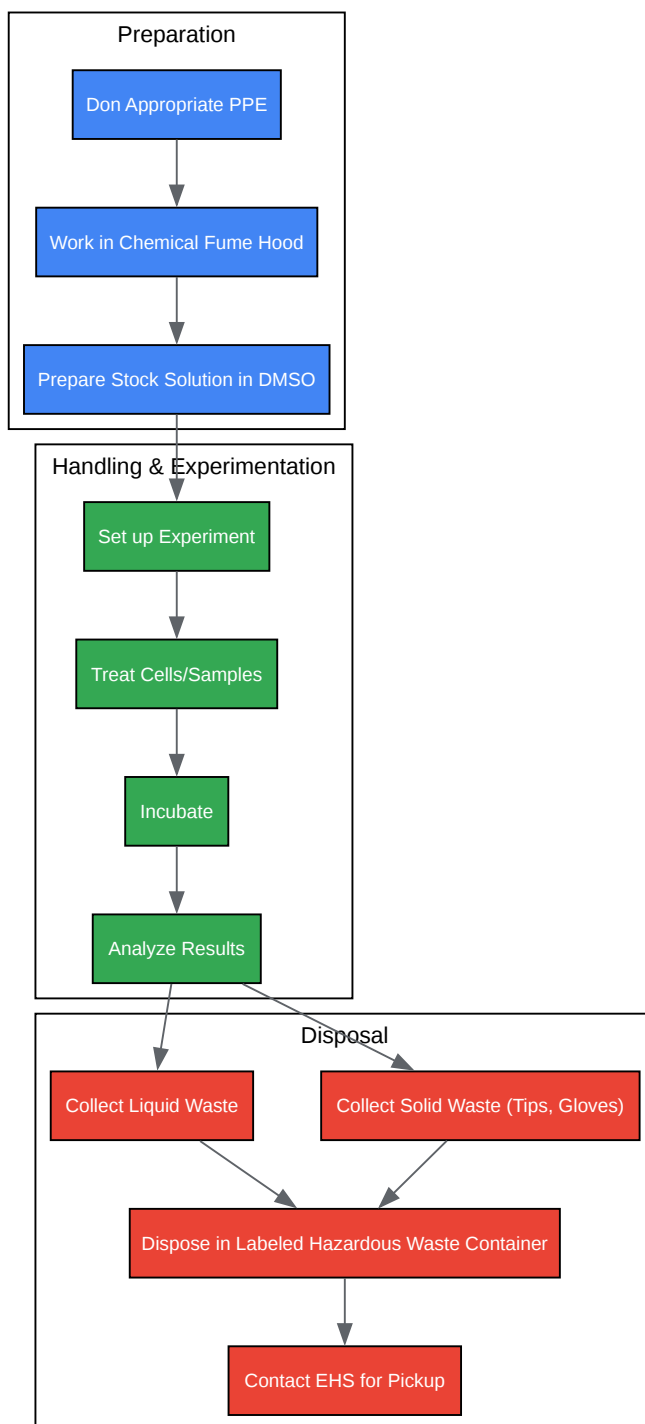 Preparation
Don Appropriate PPE
Work in Chemical Fume Hood
Prepare Stock Solution in DMSO
Handling & Experimentation
Set up Experiment
Treat Cells/Samples
Incubate
Analyze Results
Disposal
Collect Liquid Waste
Collect Solid Waste (Tips, Gloves)
Dispose in Labeled Hazardous Waste Container
Contact EHS for Pickup